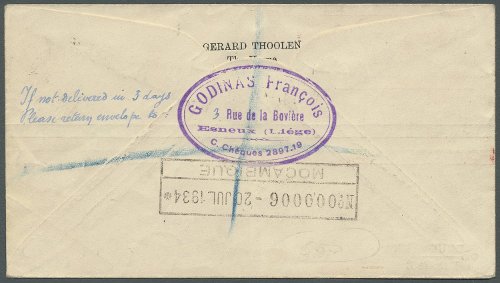 GERARD THOOLEN
If not delivered in 3 days
Please return envelope to:
GODINAS François
3 Rue de la Bovière
Esneux (Liége)
C. Chèques 2897.19
MOÇAMBIQUE
Nº000006 - 20 JUL 1934*